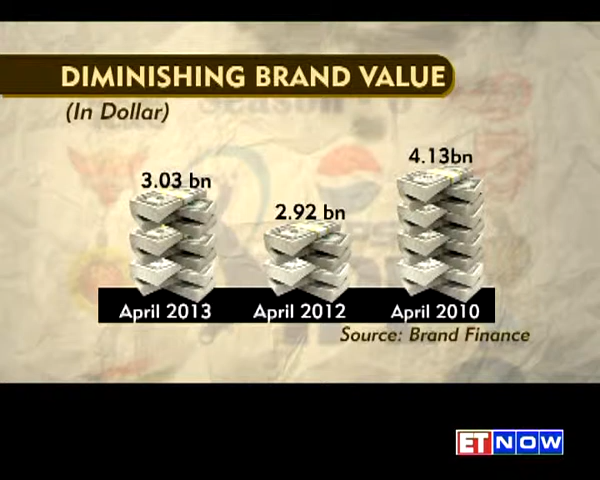 DIMINISHING BRAND VALUE
(In Dollar)
4.13bn
3.03 bn
2.92 bn
April 2013 April 2012 April 2010
Source: Brand Finance
ET NOW